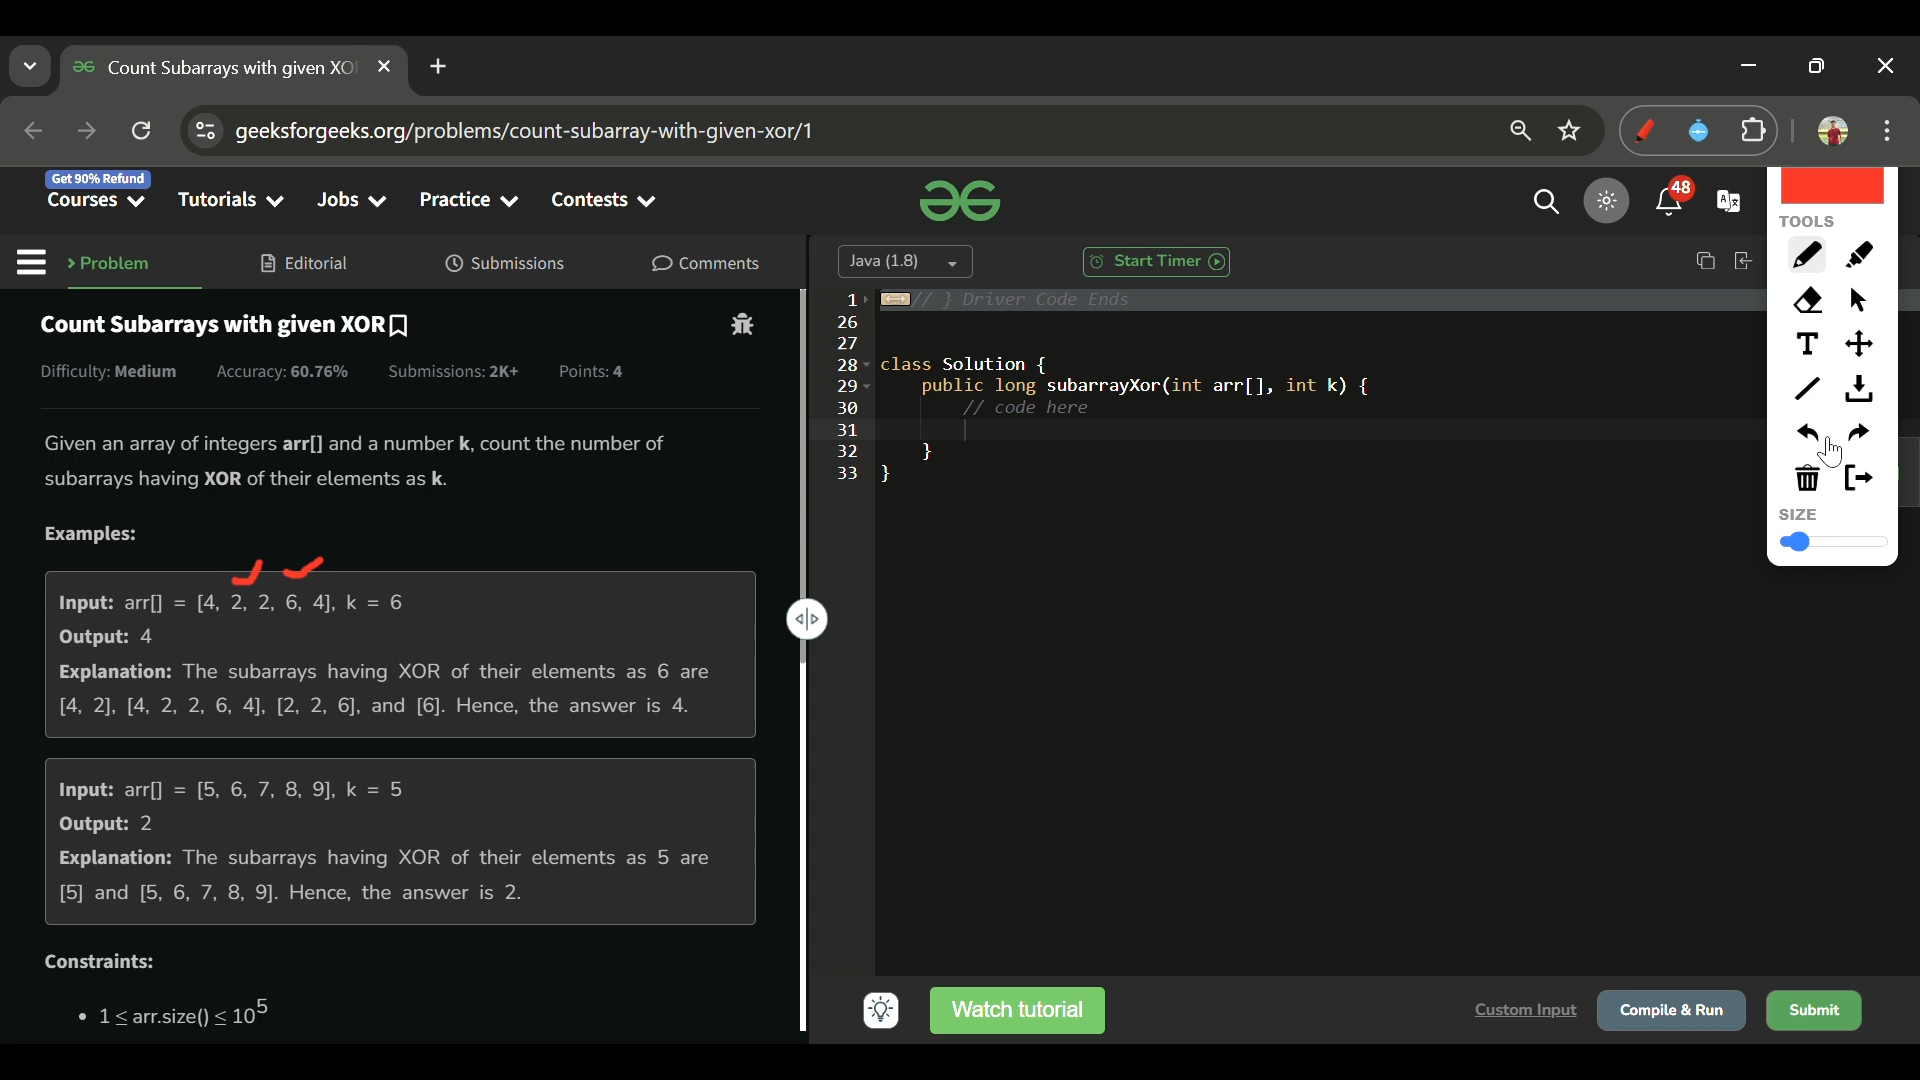 Count Subarrays with given XO
geeksforgeeks.org/problems/count-subarray-with-given-xor/1
Get 90% Refund
Courses
Tutorials
Jobs
Practice
Contests
48
Problem
Editorial
Submissions
Comments
Count Subarrays with given XOR
Difficulty: Medium
Accuracy: 60.76%
Submissions: 2K+
Points: 4
Given an array of integers arr[] and a number k, count the number of
subarrays having XOR of their elements as k.
Examples:
Input: arr[] = [4, 2, 2, 6, 4], k = 6
Output: 4
Explanation: The subarrays having XOR of their elements as 6 are
[4, 2], [4, 2, 2, 6, 4], [2, 2, 6], and [6]. Hence, the answer is 4.
Input: arr[] = [5, 6, 7, 8, 9], k = 5
Output: 2
Explanation: The subarrays having XOR of their elements as 5 are
[5] and [5, 6, 7, 8, 9]. Hence, the answer is 2.
Constraints:
• 1 ≤ arr.size() ≤ 10^5
Java (1.8)
Start Timer
1 // } Driver Code Ends
26
27
28 class Solution {
29 public long subarrayXor(int arr[], int k) {
30 // code here
31
32 }
33 }
Watch tutorial
Custom Input
Compile & Run
Submit
TOOLS
T
SIZE